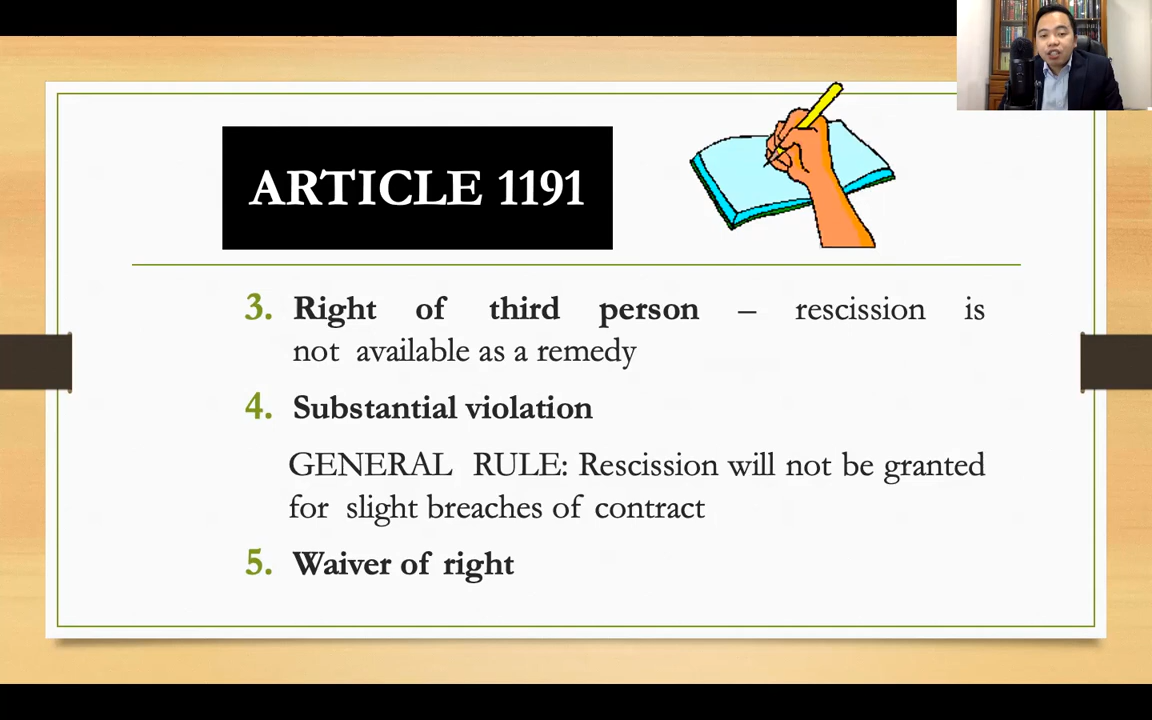 ARTICLE 1191
3. Right of third person – rescission is
not available as a remedy
4. Substantial violation
GENERAL RULE: Rescission will not be granted
for slight breaches of contract
5. Waiver of right